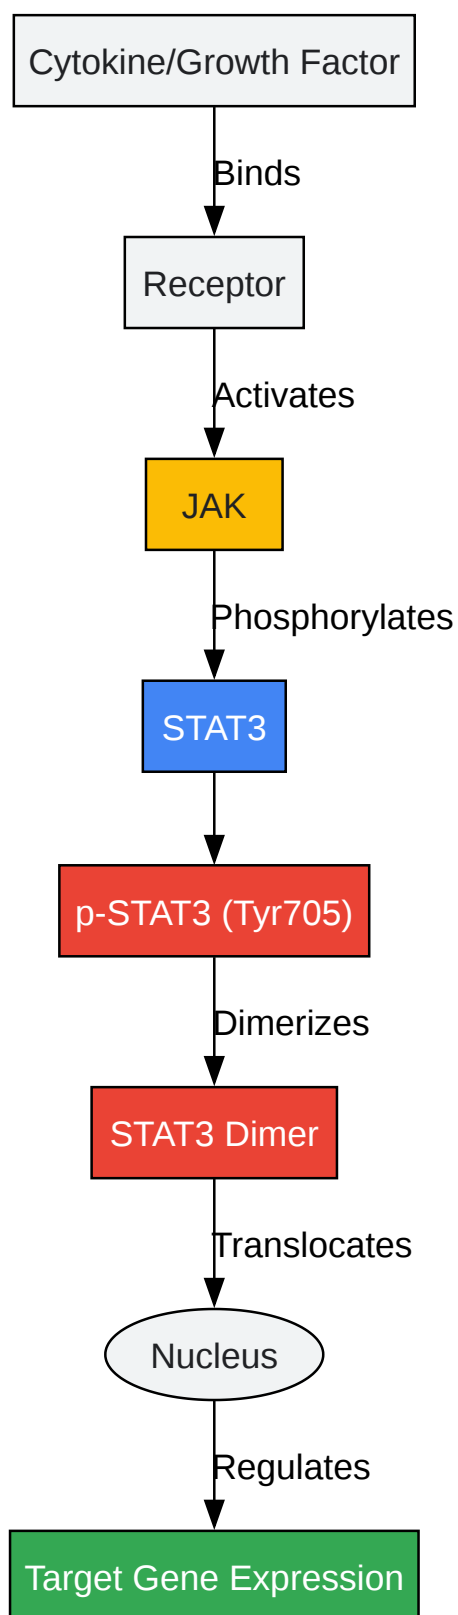 Cytokine/Growth Factor
Binds
Receptor
Activates
JAK
Phosphorylates
STAT3
p-STAT3 (Tyr705)
Dimerizes
STAT3 Dimer
Translocates
Nucleus
Regulates
Target Gene Expression